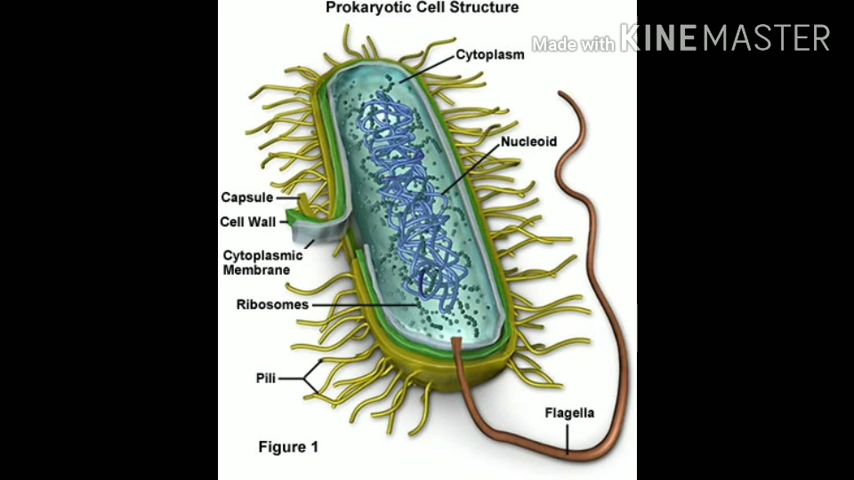 Prokaryotic Cell Structure
Made with KINEMASTER
Cytoplasm
Nucleoid
Capsule
Cell Wall
Cytoplasmic
Membrane
Ribosomes
Pili
Flagella
Figure 1